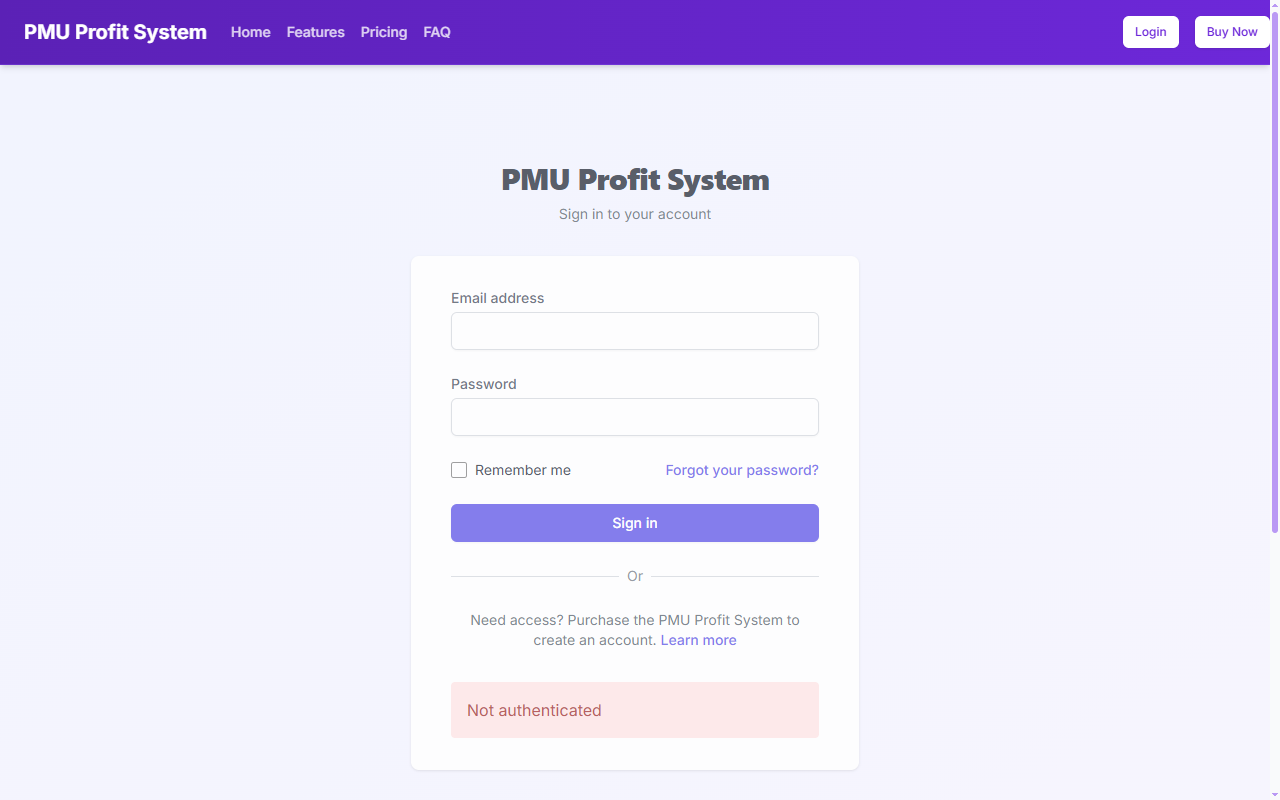 PMU Profit System Home Features Pricing FAQ Login Buy Now
PMU Profit System
Sign in to your account
Email address
Password
Remember me Forgot your password?
Sign in
Or
Need access? Purchase the PMU Profit System to
create an account. Learn more
Not authenticated